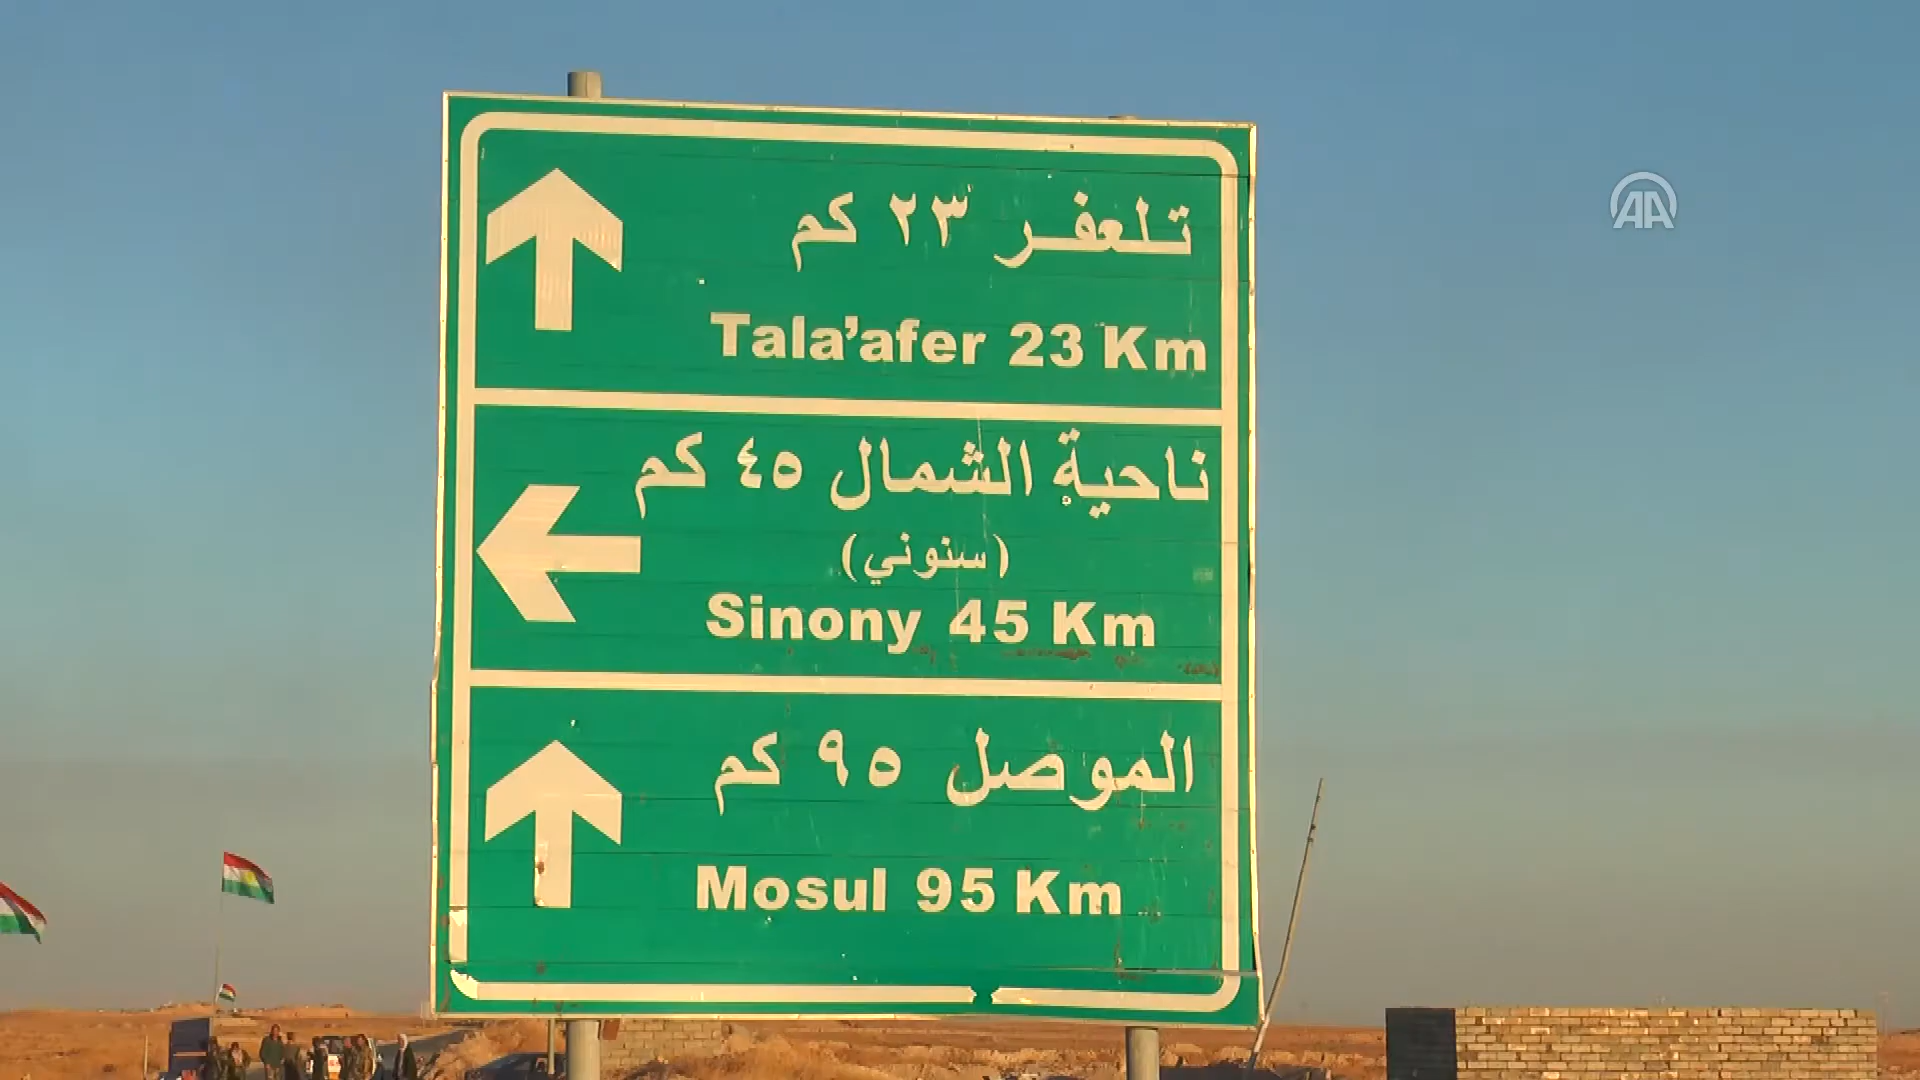 تلعفر ٢٣ كم
Tala'afer 23 Km
ناحية الشمال ٤٥ كم
(سنوني)
Sinony 45 Km
الموصل ٩٥ كم
Mosul 95 Km
AA